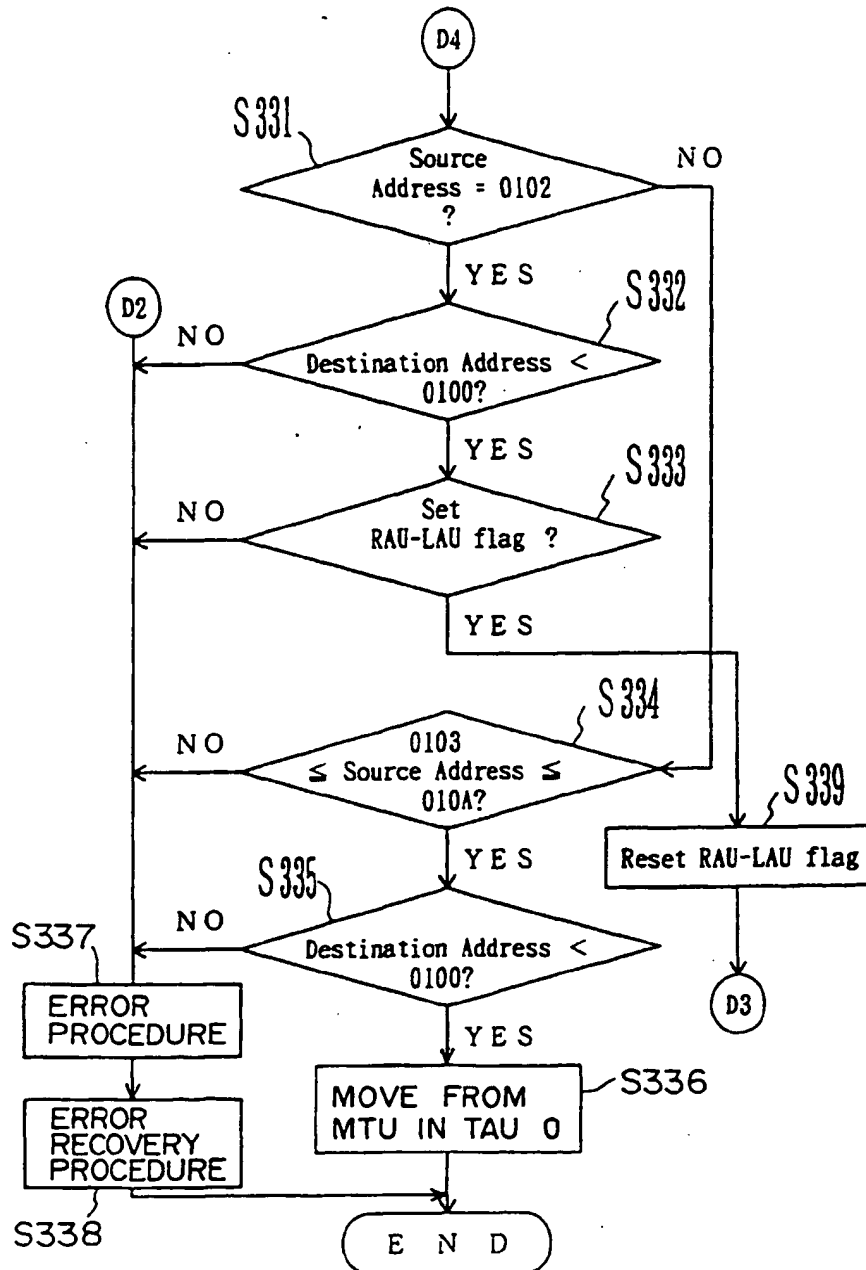 D4
S331
Source
Address = 0102
?
NO
YES
D2
S332
NO
Destination Address <
0100?
YES
S333
NO
Set
RAU-LAU flag ?
YES
S334
NO
0103
≦ Source Address ≦
010A?
S339
Reset RAU-LAU flag
YES
S335
NO
Destination Address <
0100?
S337
D3
ERROR
PROCEDURE
YES
S336
MOVE FROM
MTU IN TAU 0
ERROR
RECOVERY
PROCEDURE
S338
END